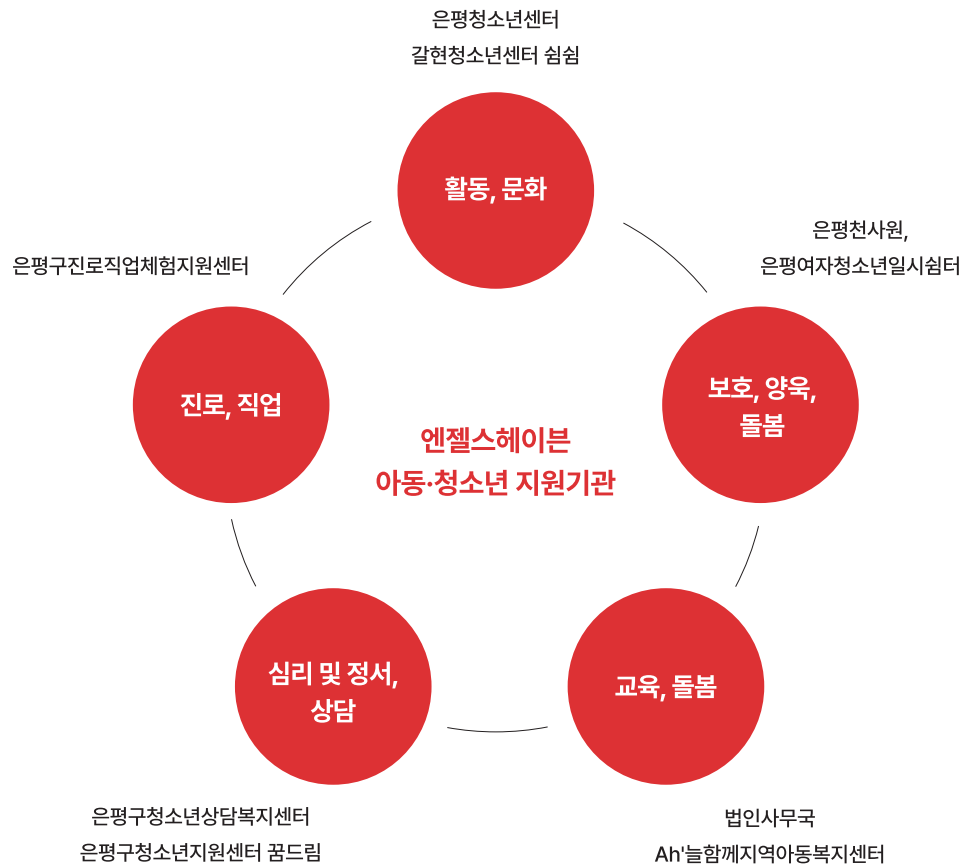 은평청소년센터
갈현청소년센터 쉼쉼
활동, 문화
은평천사원,
은평여자청소년일시쉼터
은평구진로직업체험지원센터
보호, 양육,
돌봄
진로, 직업
엔젤스헤이븐
아동·청소년 지원기관
심리 및 정서,
상담
교육, 돌봄
은평구청소년상담복지센터
은평구청소년지원센터 꿈드림
법인사무국
Ah'늘함께지역아동복지센터